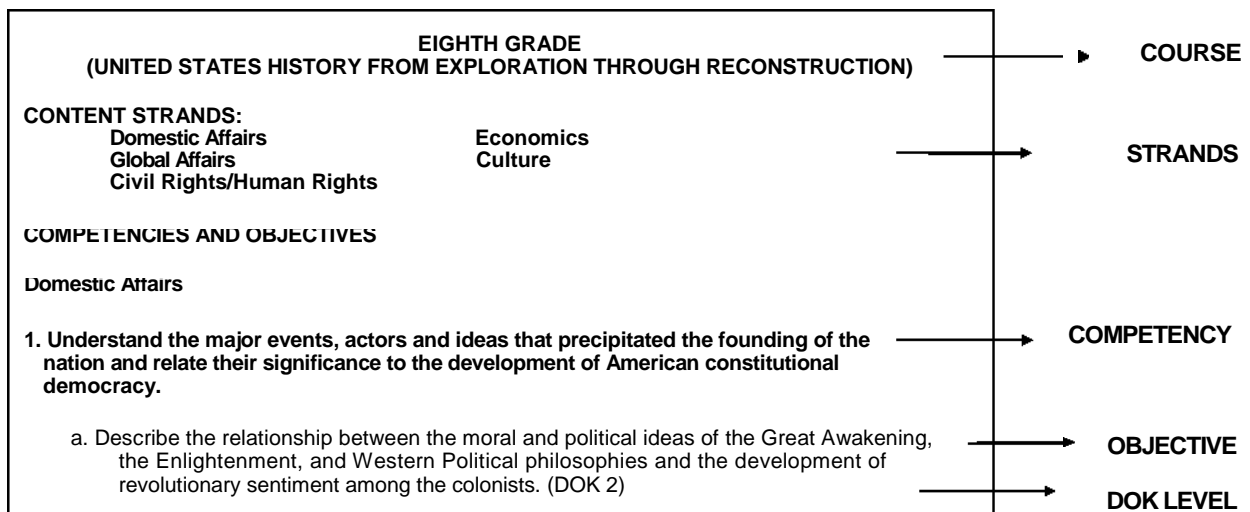 EIGHTH GRADE
(UNITED STATES HISTORY FROM EXPLORATION THROUGH RECONSTRUCTION)
COURSE
CONTENT STRANDS:
Domestic Affairs Economics
Global Affairs Culture
STRANDS
Civil Rights/Human Rights
COMPETENCIES AND OBJECTIVES
Domestic Affairs
1. Understand the major events, actors and ideas that precipitated the founding of the
nation and relate their significance to the development of American constitutional
democracy.
COMPETENCY
a. Describe the relationship between the moral and political ideas of the Great Awakening,
the Enlightenment, and Western Political philosophies and the development of
revolutionary sentiment among the colonists. (DOK 2)
OBJECTIVE
DOK LEVEL